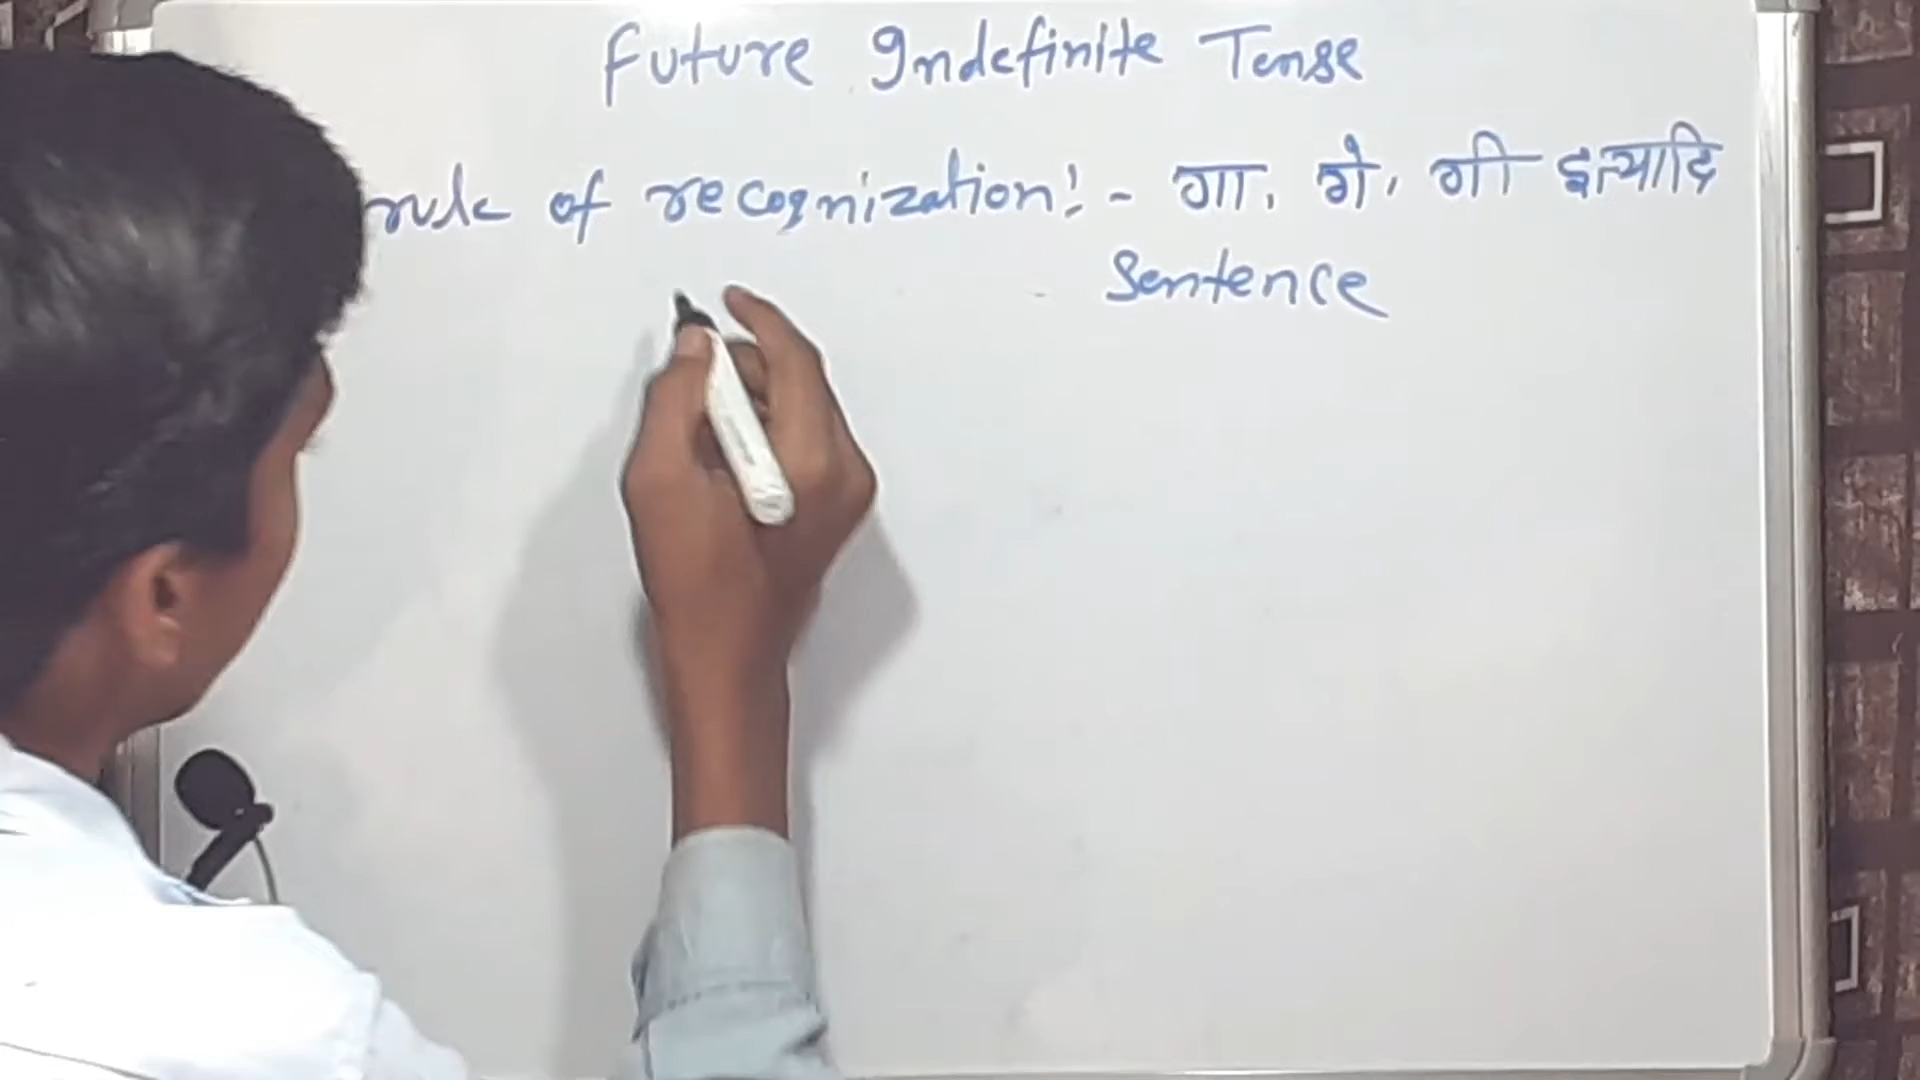 Future Indefinite Tense
rule of recognization:- गा, गे, गी इत्यादि
Sentence